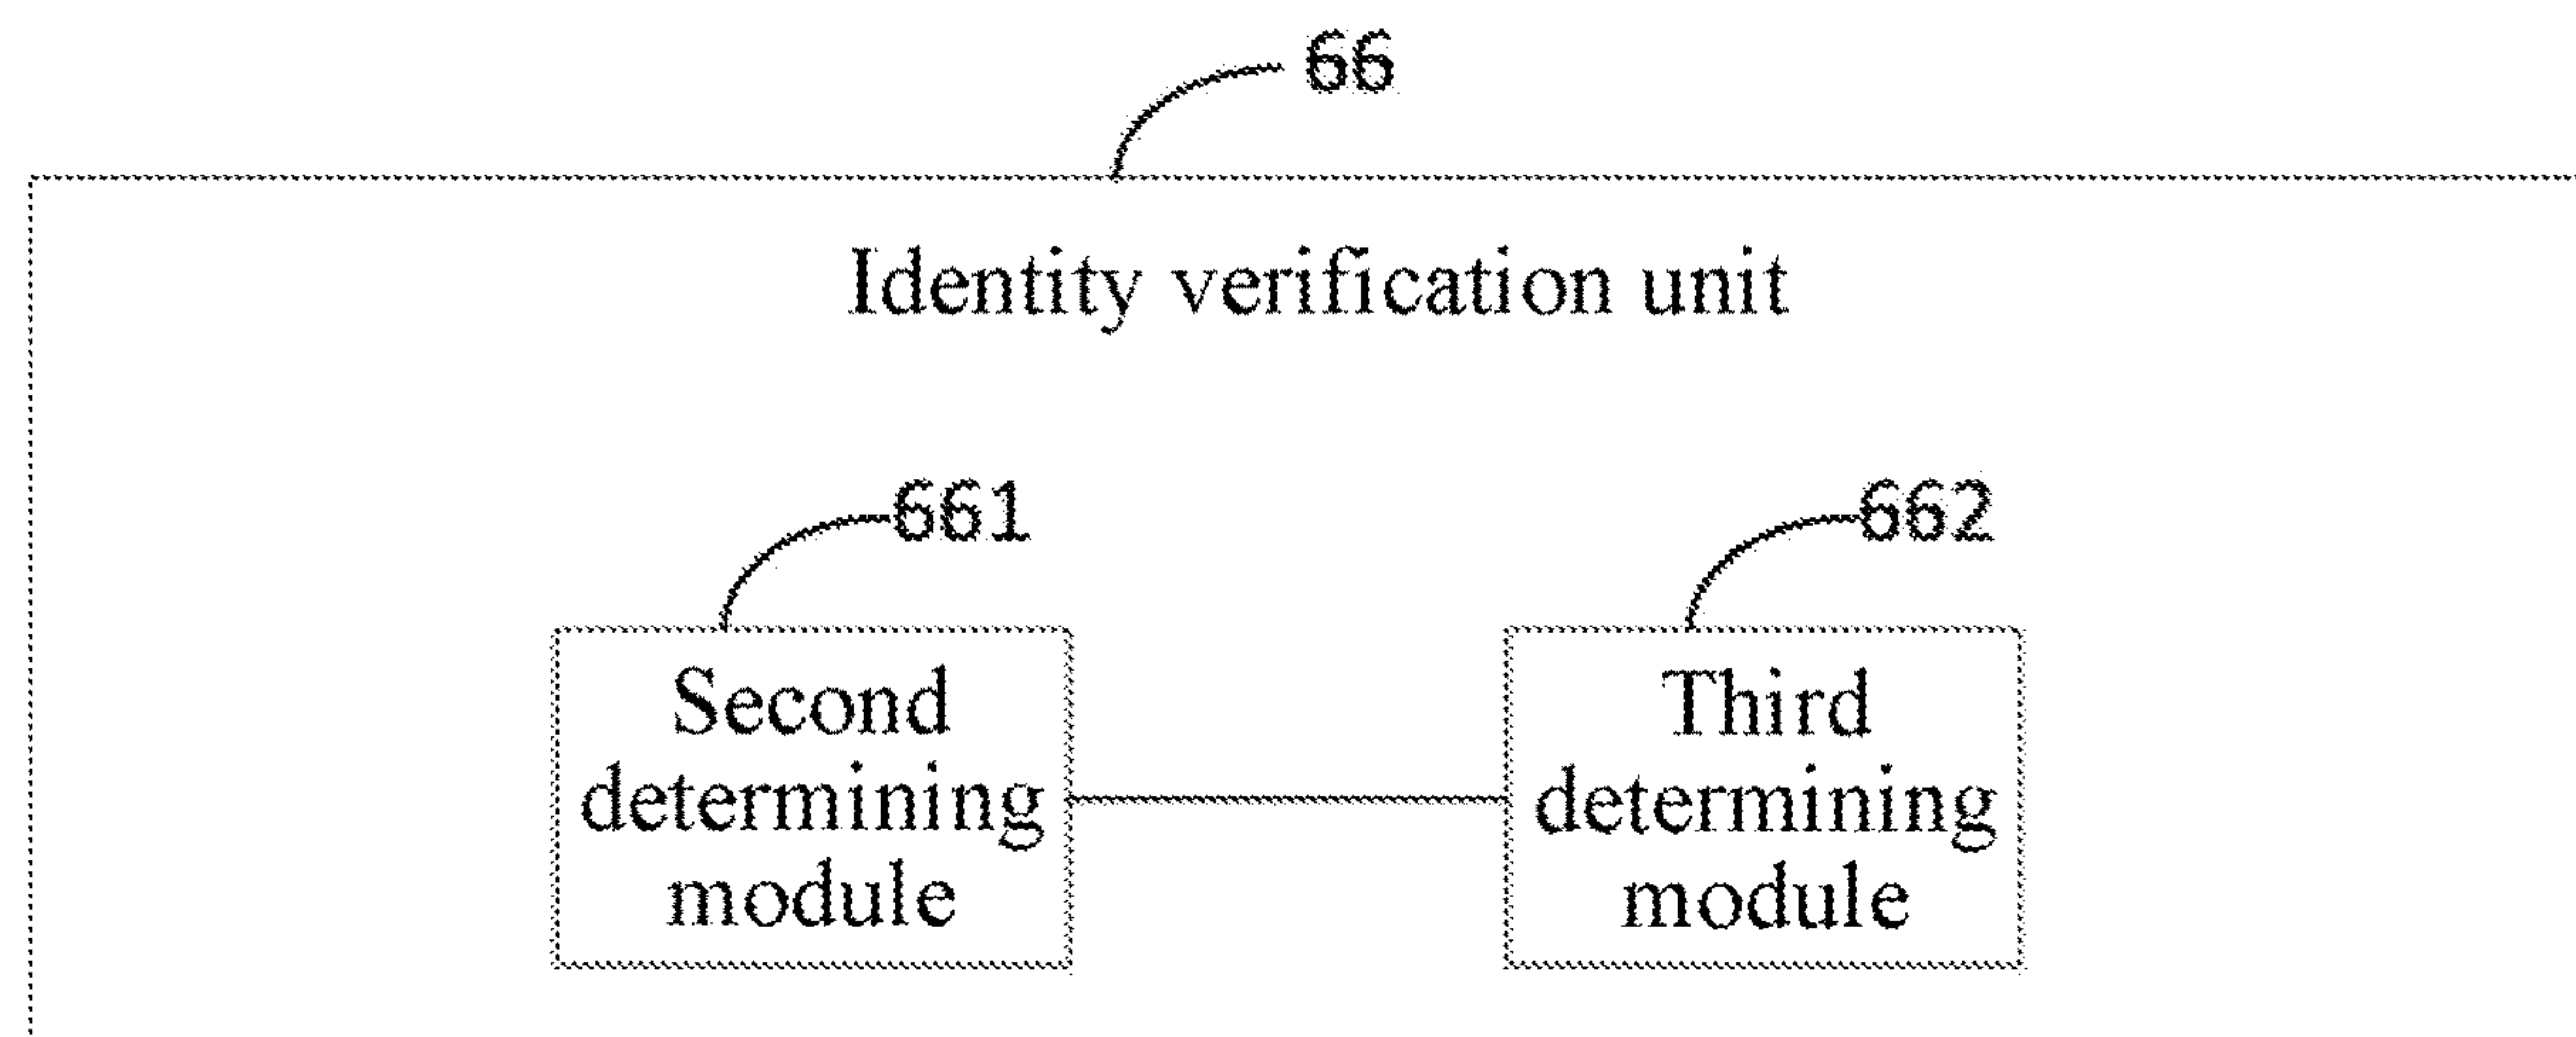 66
Identity verification unit
661
662
Second
determining
module
Third
determining
module